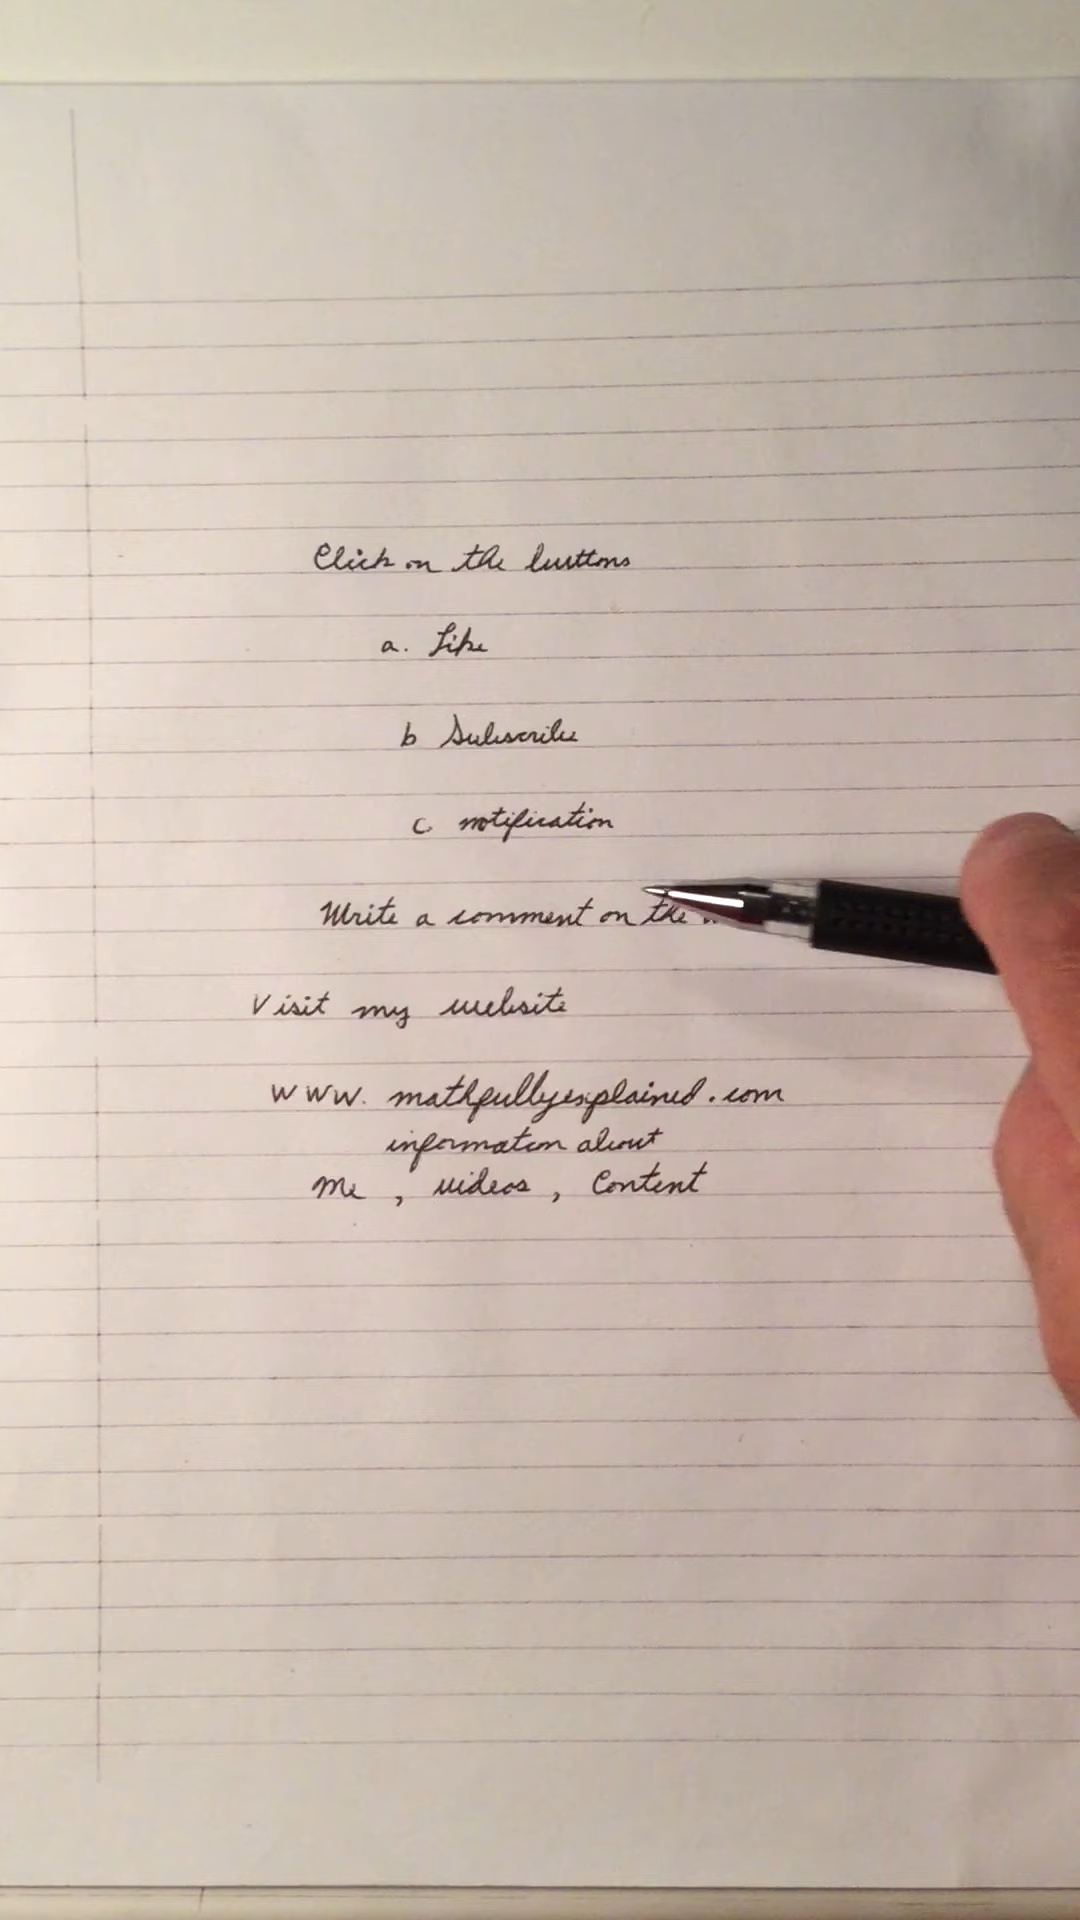 Click on the buttons
a. Like
b Subscribe
c. notification
Write a comment on the
Visit my website
www. mathfullyexplained.com
information about
Me , videos , Content